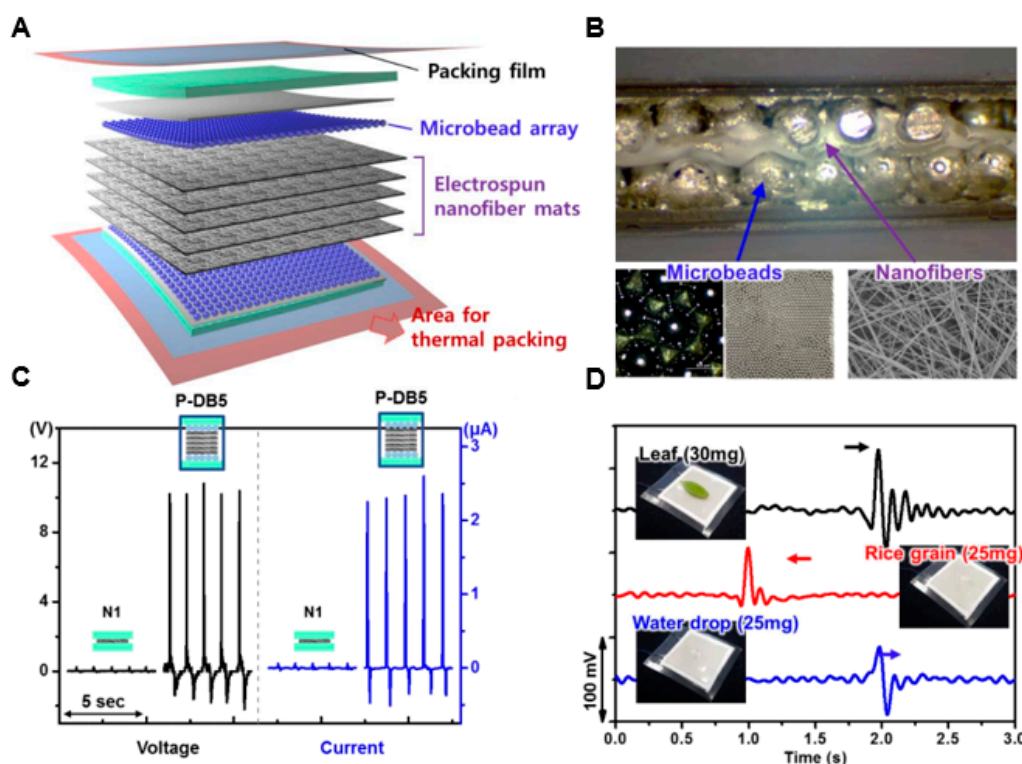 A
Packing film
Microbead array
Electrospun
nanofiber mats
Area for
thermal packing
B
Microbeads
Nanofibers
C
P-DB5
P-DB5
(V)
(µA)
12
8
4
0
3
2
1
0
N1
N1
5 sec
Voltage
Current
D
Leaf (30mg)
Rice grain (25mg)
Water drop (25mg)
100 mV
0.0
0.5
1.0
1.5
2.0
2.5
3.0
Time (s)